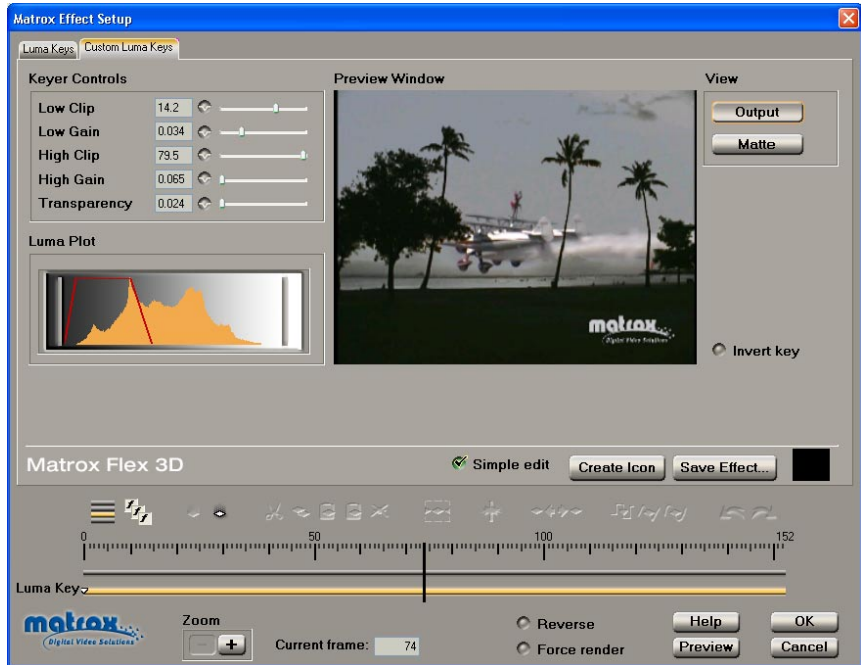 Matrox Effect Setup
Luma Keys Custom Luma Keys
Keyer Controls
Low Clip 14.2
Low Gain 0.034
High Clip 79.5
High Gain 0.065
Transparency 0.024
Luma Plot
Preview Window
matrox
Digital Video Solutions
View
Output
Matte
Invert key
Matrox Flex 3D
Simple edit
Create Icon
Save Effect...
0 50 100 152
Luma Key
matrox
Digital Video Solutions
Zoom
Current frame: 74
Reverse
Force render
Help
OK
Preview
Cancel